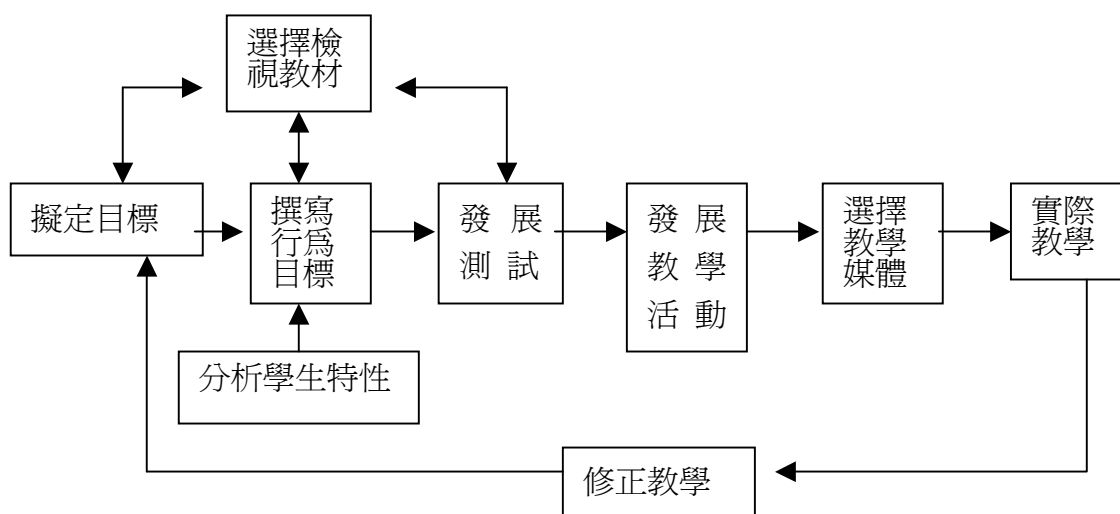 選擇檢
視教材
擬定目標
撰寫
行為
目標
發 展
測 試
發 展
教 學
活 動
選擇
教學
媒體
實際
教學
分析學生特性
修正教學